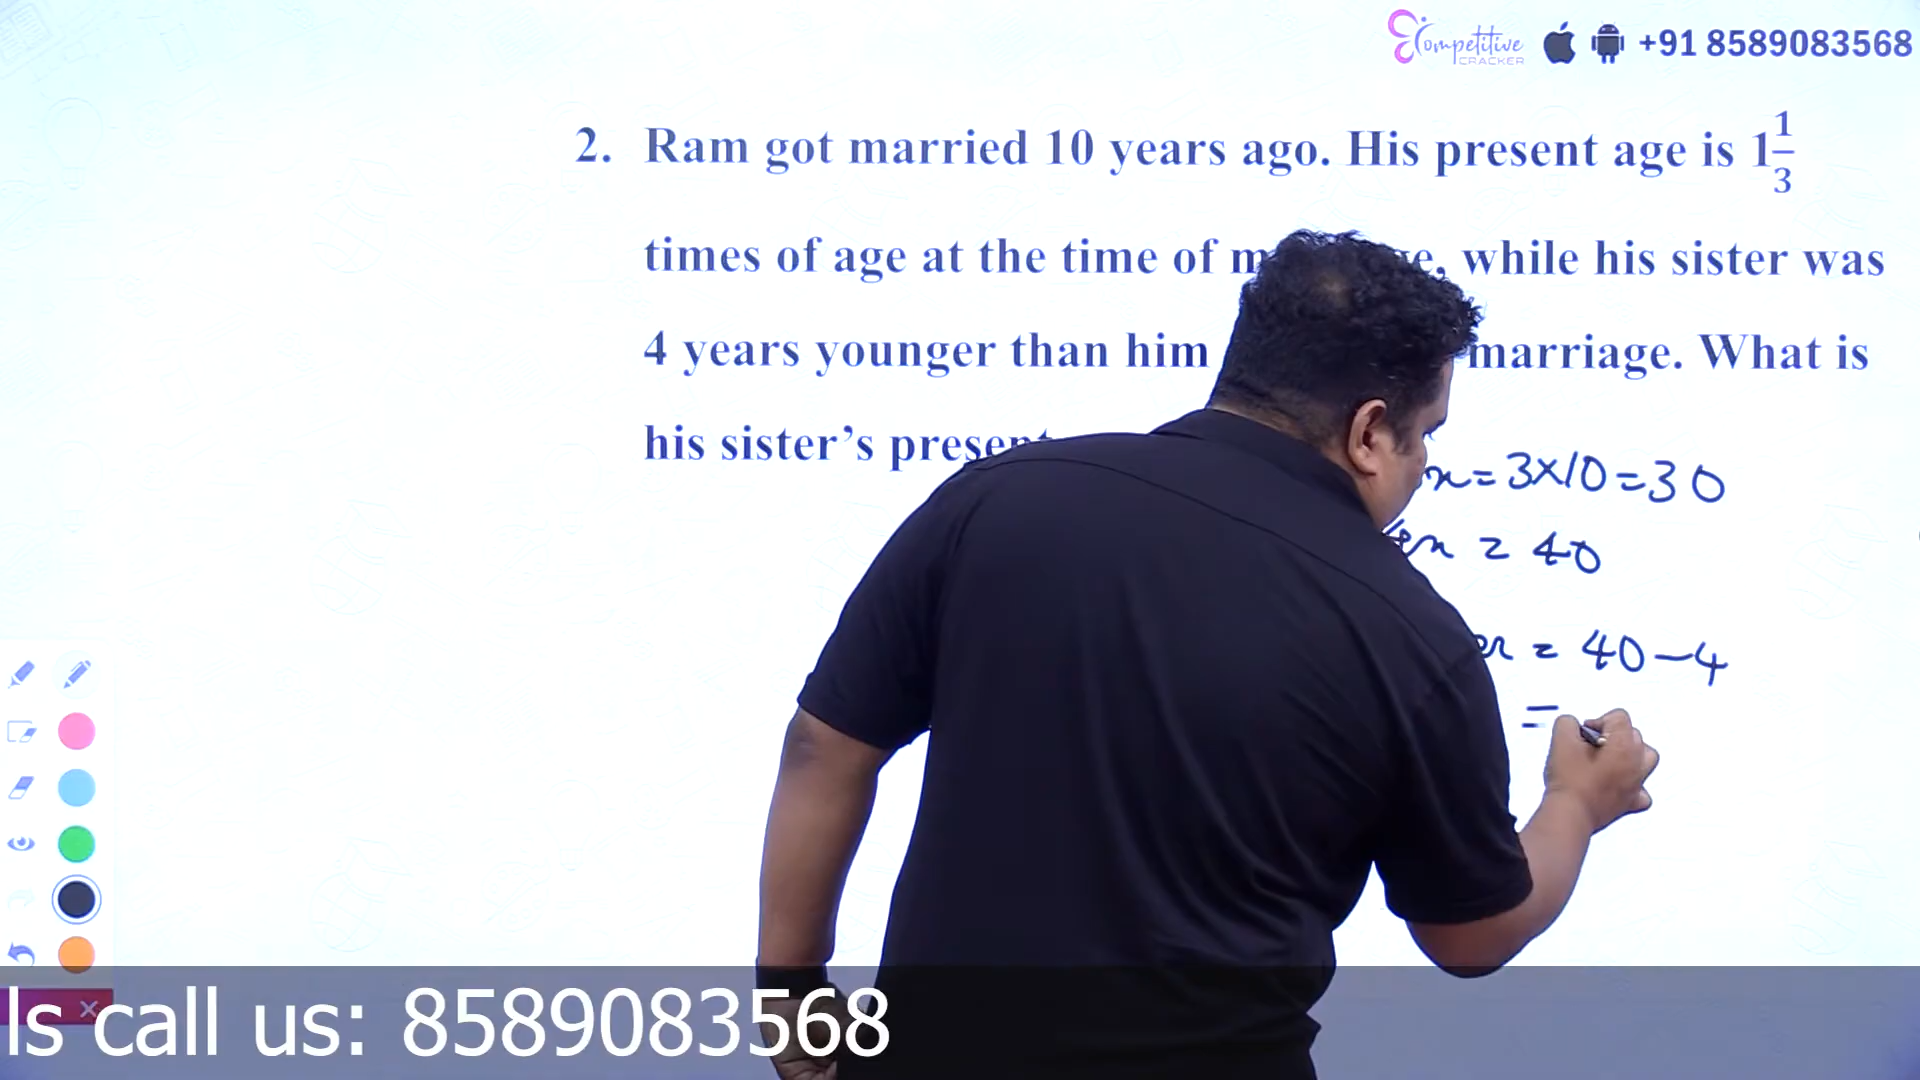 Competitive
CRACKER
+91 8589083568
2. Ram got married 10 years ago. His present age is 1 1/3
times of age at the time of while his sister was
4 years younger than him marriage. What is
his sister's
= 3×10=30
= 40
= 40-4
=
ls call us: 8589083568